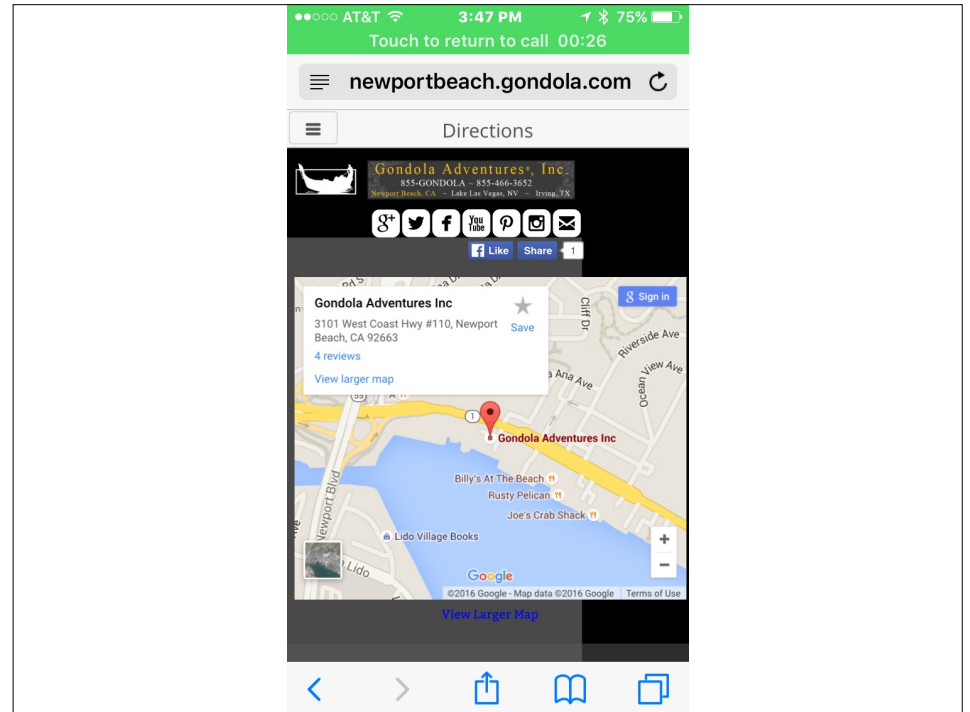 AT&T 3:47 PM 75%
Touch to return to call 00:26
newportbeach.gondola.com
Directions
Gondola Adventures®, Inc.
855-GONDOLA ~ 855-466-3652
Newport Beach, CA ~ Lake Las Vegas, NV ~ Irving, TX
g+ f You Tube
Like Share 1
Gondola Adventures Inc
Save
3101 West Coast Hwy #110, Newport
Beach, CA 92663
4 reviews
View larger map
g Sign in
Cliff Dr
Riverside Ave
Ocean View Ave
a Ana Ave
55
1
Gondola Adventures Inc
Billy's At The Beach
Rusty Pelican
Joe's Crab Shack
Newport Blvd
Lido Village Books
Lido
+
−
Google
©2016 Google - Map data ©2016 Google Terms of Use
View Larger Map